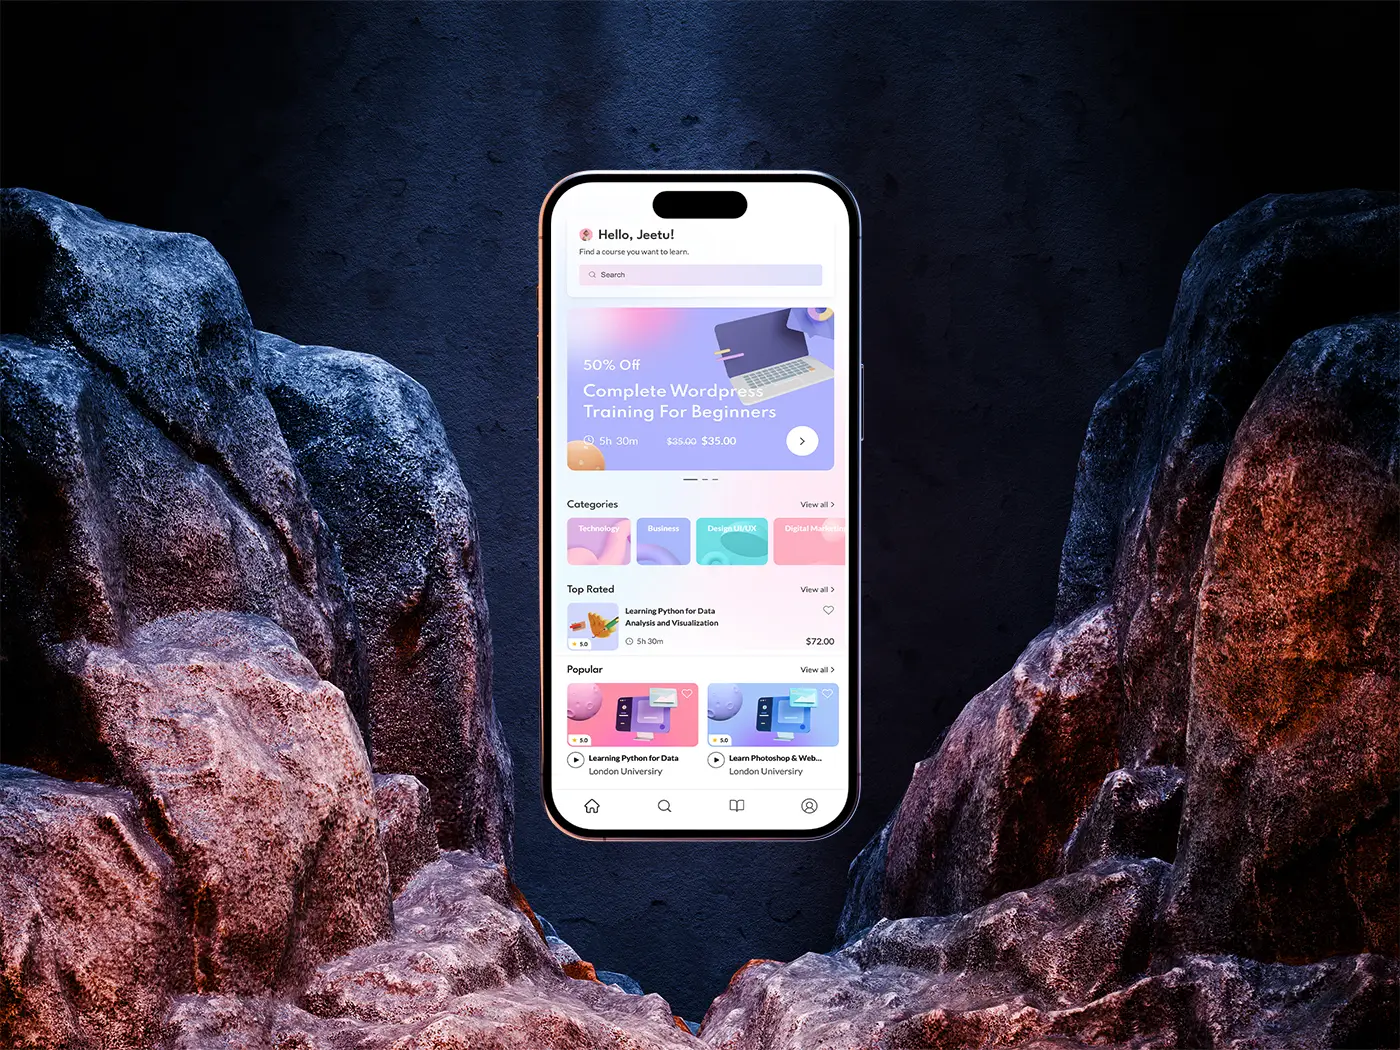 Hello, Jeetu!
Find a course you want to learn.
Search
50% Off
Complete Wordpress
Training For Beginners
5h 30m $35.00 $35.00
Categories View all
Technology Business Design UI/UX Digital Marketing
Top Rated View all
Learning Python for Data
Analysis and Visualization
5.0 5h 30m $72.00
Popular View all
5.0 5.0
Learning Python for Data Learn Photoshop & Web...
London Universiry London Universiry